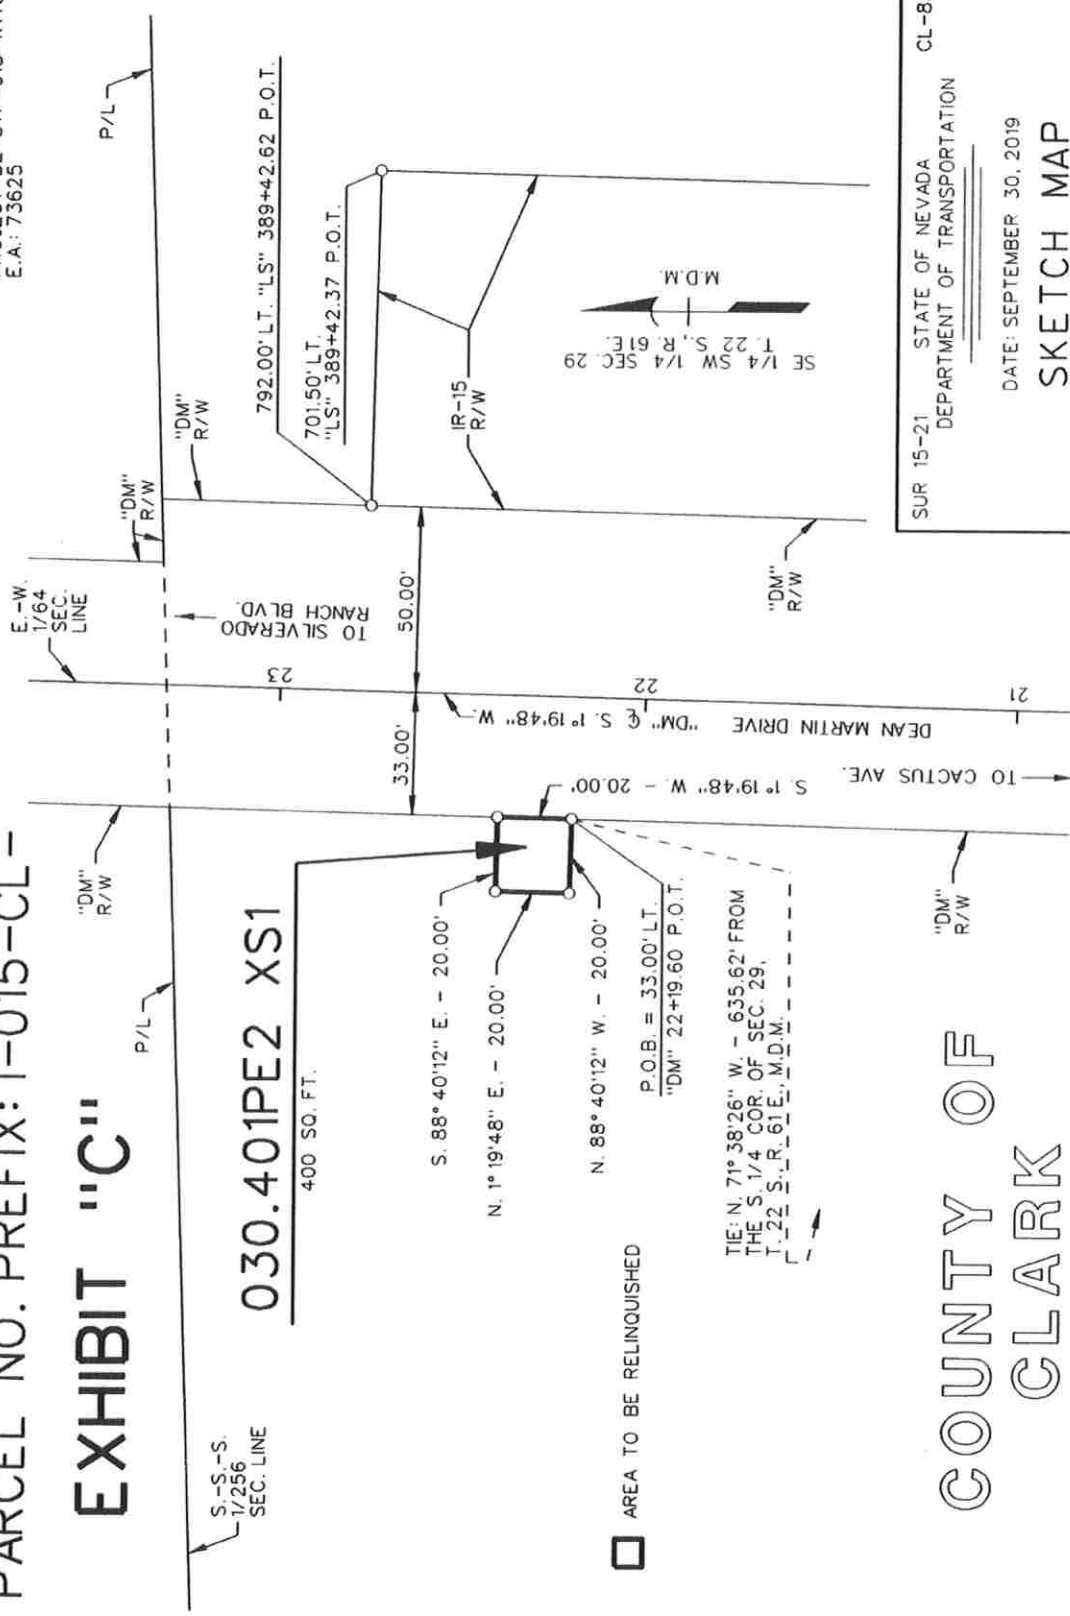 PARCEL NO. PREFIX: I-015-CL-
E.A.: 73625
EXHIBIT "C"
P/L
"DM"
R/W
E.-W.
1/64
SEC.
LINE
"DM"
R/W
"DM"
R/W
P/L
S.-S.-S.
1/256
SEC. LINE
030.401PE2 XS1
400 SQ. FT.
TO SILVERADO
RANCH BLVD.
792.00' LT. "LS" 389+42.62 P.O.T.
701.50' LT.
"LS" 389+42.37 P.O.T.
23
33.00'
50.00'
IR-15
R/W
S. 88° 40'12" E. - 20.00'
N. 1° 19'48" E. - 20.00'
N. 88° 40'12" W. - 20.00'
S. 1° 19'48" W. - 20.00'
DEAN MARTIN DRIVE "DM" ℄ S. 1° 19'48" W.
22
SE 1/4 SW 1/4 SEC. 29
T. 22 S., R. 61E.
M.D.M.
P.O.B. = 33.00' LT.
"DM" 22+19.60 P.O.T.
AREA TO BE RELINQUISHED
TIE: N. 71° 38'26" W. - 635.62' FROM
THE S. 1/4 COR. OF SEC. 29,
T. 22 S., R. 61 E., M.D.M.
TO CACTUS AVE.
"DM"
R/W
"DM"
R/W
21
COUNTY OF
CLARK
SUR 15-21
STATE OF NEVADA
CL-8
DEPARTMENT OF TRANSPORTATION
DATE: SEPTEMBER 30, 2019
SKETCH MAP